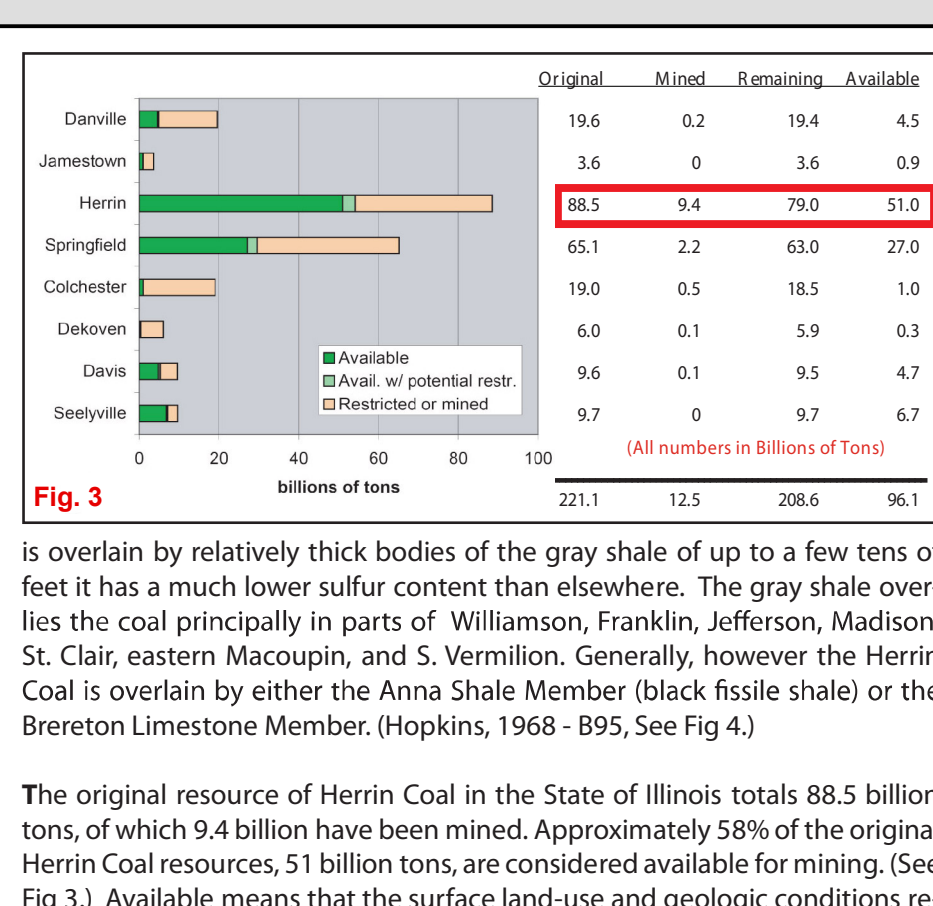 Original Mined Remaining Available
Danville 19.6 0.2 19.4 4.5
Jamestown 3.6 0 3.6 0.9
Herrin 88.5 9.4 79.0 51.0
Springfield 65.1 2.2 63.0 27.0
Colchester 19.0 0.5 18.5 1.0
Dekoven 6.0 0.1 5.9 0.3
Available
Davis 9.6 0.1 9.5 4.7
Avail. w/ potential restr.
Restricted or mined
Seelyville 9.7 0 9.7 6.7
(All numbers in Billions of Tons)
0 20 40 60 80 100
billions of tons
Fig. 3
221.1 12.5 208.6 96.1
is overlain by relatively thick bodies of the gray shale of up to a few tens of
feet it has a much lower sulfur content than elsewhere. The gray shale over-
lies the coal principally in parts of Williamson, Franklin, Jefferson, Madison
St. Clair, eastern Macoupin, and S. Vermilion. Generally, however the Herrin
Coal is overlain by either the Anna Shale Member (black fissile shale) or the
Brereton Limestone Member. (Hopkins, 1968 - B95, See Fig 4.)
The original resource of Herrin Coal in the State of Illinois totals 88.5 billion
tons, of which 9.4 billion have been mined. Approximately 58% of the original
Herrin Coal resources, 51 billion tons, are considered available for mining. (See
Fig 3.) Available means that the surface land-use and geologic conditions re-